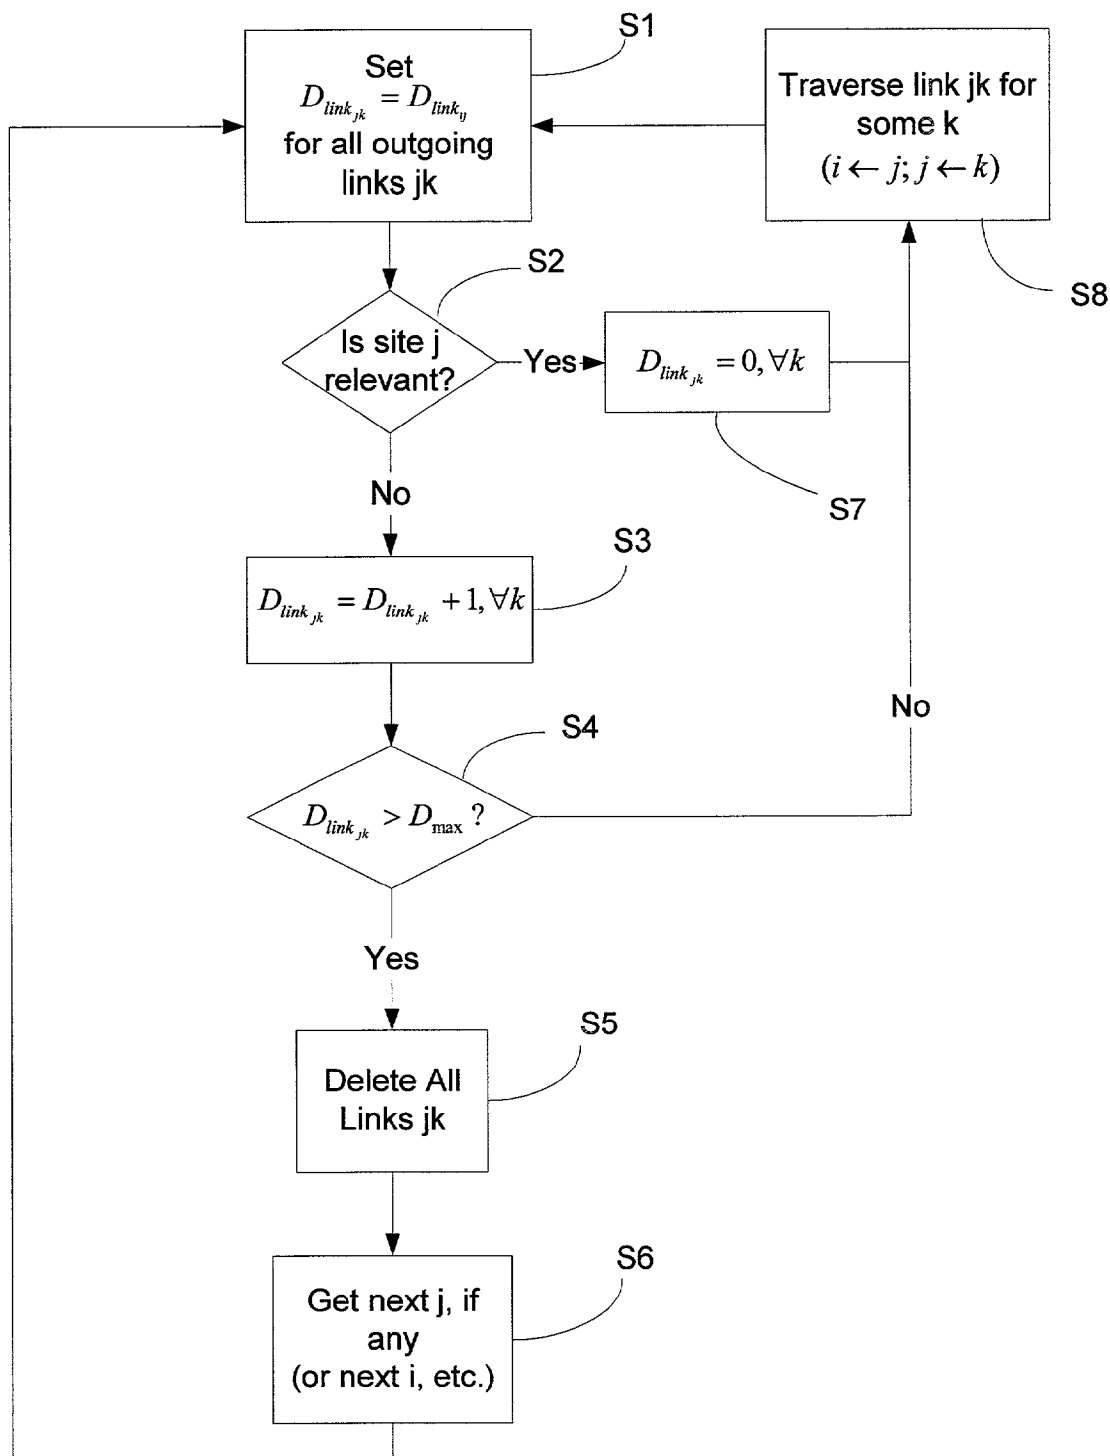 S1
Set
D_{link_{jk}} = D_{link_{ij}}
for all outgoing
links jk
Traverse link jk for
some k
(i ← j; j ← k)
S8
S2
Is site j
relevant?
Yes
D_{link_{jk}} = 0, ∀k
S7
No
S3
D_{link_{jk}} = D_{link_{jk}} + 1, ∀k
No
S4
D_{link_{jk}} > D_{max} ?
Yes
S5
Delete All
Links jk
S6
Get next j, if
any
(or next i, etc.)